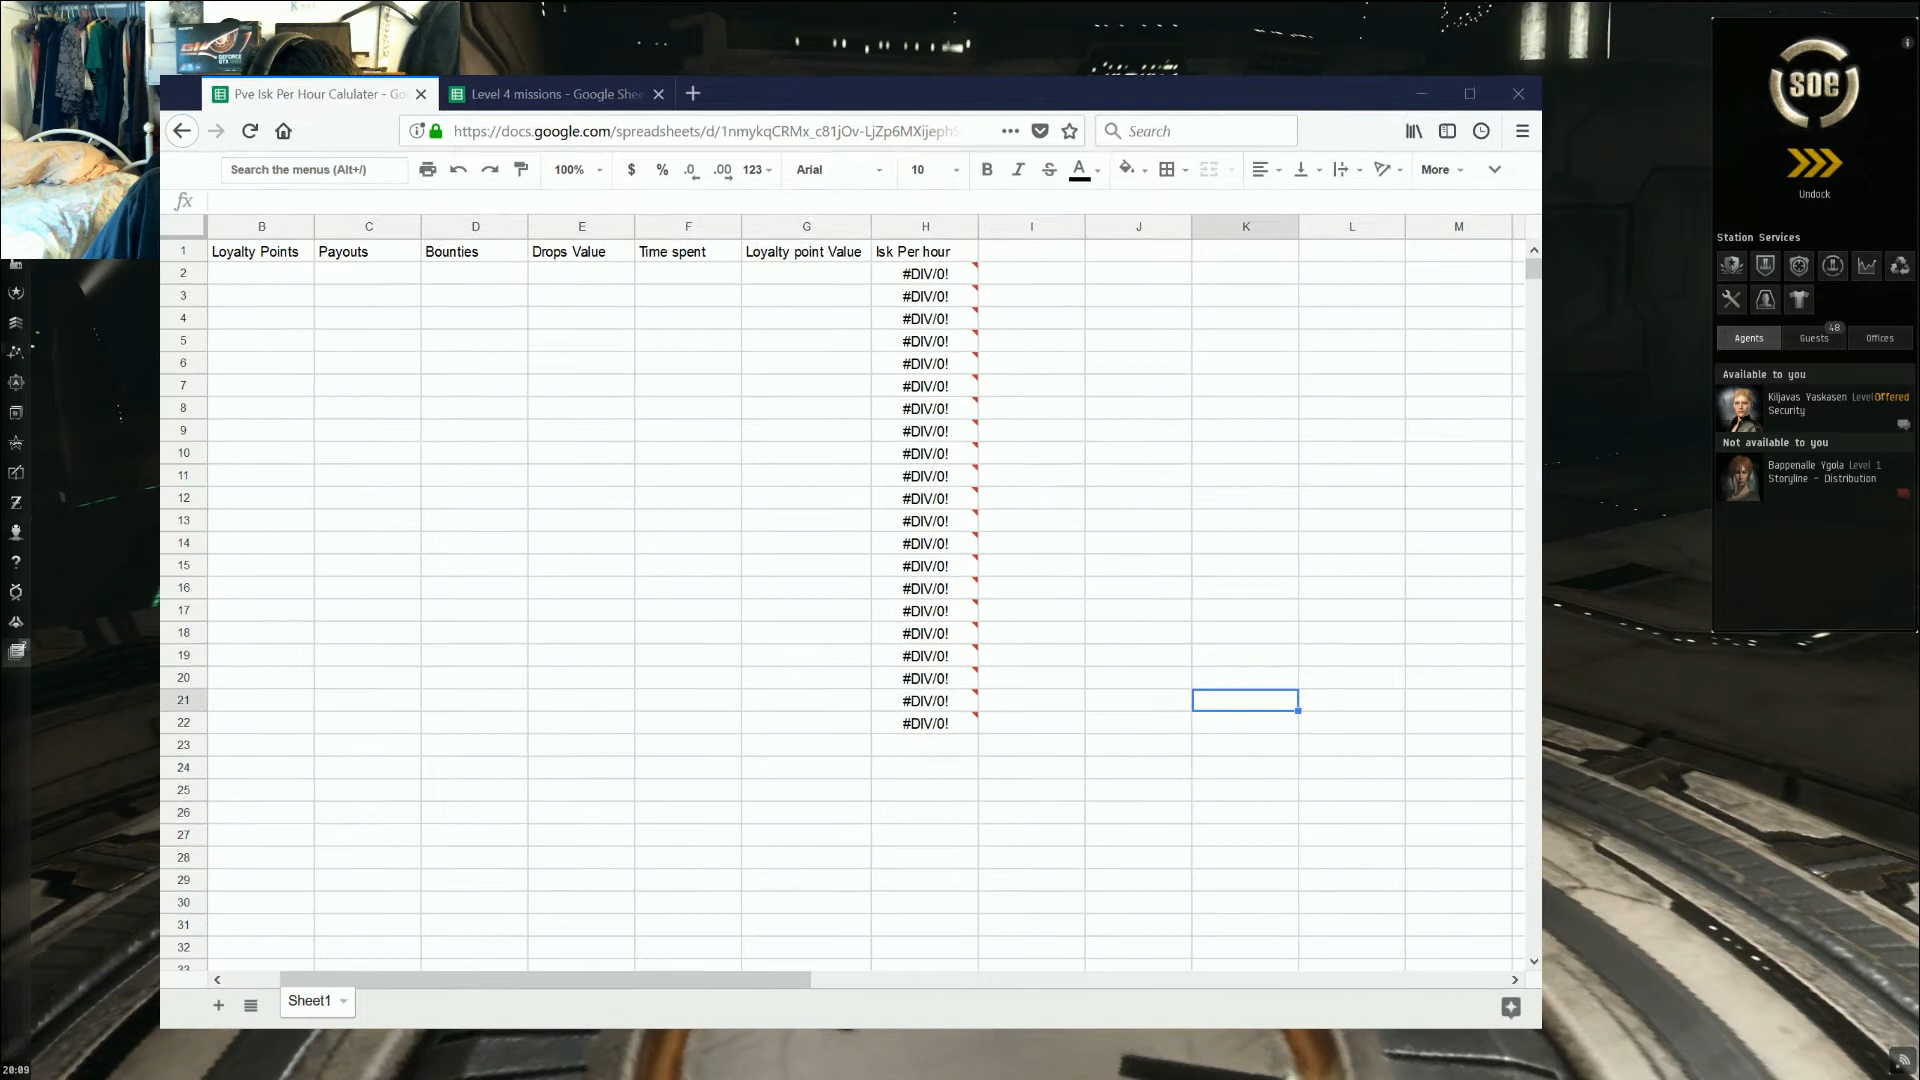 Pve Isk Per Hour Calulater - Go
Level 4 missions - Google Shee
https://docs.google.com/spreadsheets/d/1nmykqCRMx_c81jOv-LjZp6MXijephS
Search
Search the menus (Alt+/)
100%
$ % .0 .00 123
Arial
10
B I S A
More
fx
B C D E F G H I J K L M
1 Loyalty Points Payouts Bounties Drops Value Time spent Loyalty point Value Isk Per hour
2 #DIV/0!
3 #DIV/0!
4 #DIV/0!
5 #DIV/0!
6 #DIV/0!
7 #DIV/0!
8 #DIV/0!
9 #DIV/0!
10 #DIV/0!
11 #DIV/0!
12 #DIV/0!
13 #DIV/0!
14 #DIV/0!
15 #DIV/0!
16 #DIV/0!
17 #DIV/0!
18 #DIV/0!
19 #DIV/0!
20 #DIV/0!
21 #DIV/0!
22 #DIV/0!
23
24
25
26
27
28
29
30
31
32
33
Sheet1
20:09
SOE
Undock
Station Services
Agents
Guests
48
Offices
Available to you
Kiljavas Yaskasen Level Offered
Security
Not available to you
Bappenalle Ygola Level 1
Storyline - Distribution